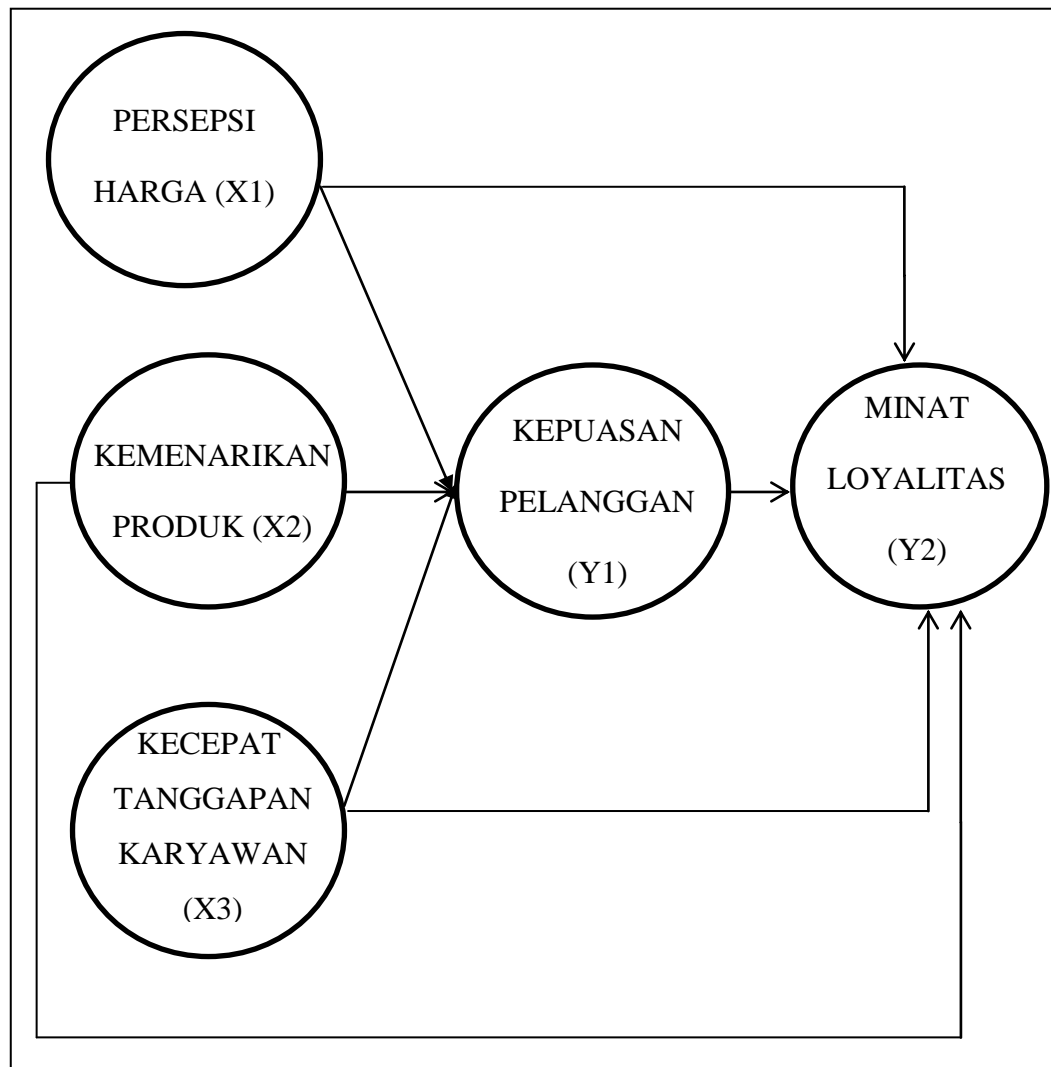 PERSEPSI
HARGA (X1)
KEMENARIKAN
PRODUK (X2)
KECEPAT
TANGGAPAN
KARYAWAN
(X3)
KEPUASAN
PELANGGAN
(Y1)
MINAT
LOYALITAS
(Y2)